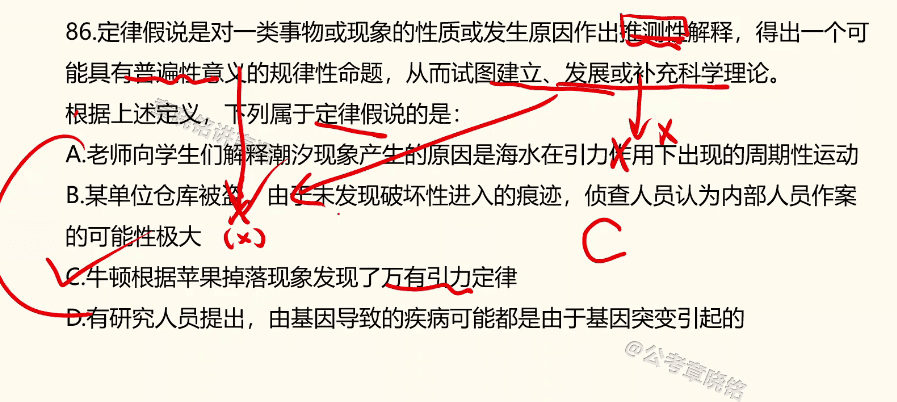 86.定律假说是对一类事物或现象的性质或发生原因作出推测性解释，得出一个可
能具有普遍性意义的规律性命题，从而试图建立、发展或补充科学理论。
根据上述定义，下列属于定律假说的是：
A.老师向学生们解释潮汐现象产生的原因是海水在引力作用下出现的周期性运动
B.某单位仓库被盗，由于未发现破坏性进入的痕迹，侦查人员认为内部人员作案
的可能性极大
(×)
C
C.牛顿根据苹果掉落现象发现了万有引力定律
D.有研究人员提出，由基因导致的疾病可能都是由于基因突变引起的
@公考章晓铭